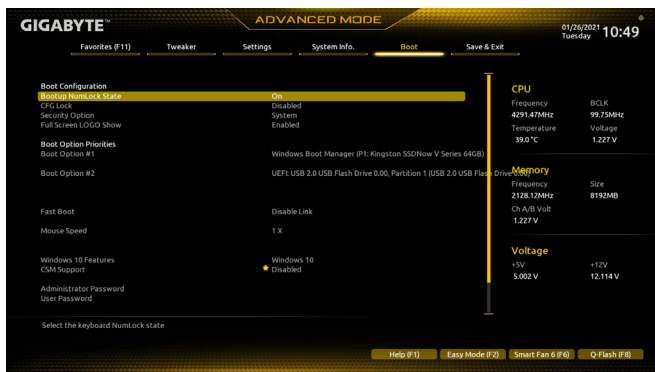 GIGABYTE™
ADVANCED MODE
01/26/2021
Tuesday
10:49
Favorites (F11) Tweaker Settings System Info. Boot Save & Exit
Boot Configuration
Bootup NumLock State On
CFG Lock Disabled
Security Option System
Full Screen LOGO Show Enabled
Boot Option Priorities
Boot Option #1 Windows Boot Manager (P1: Kingston SSDNow V Series 64GB)
Boot Option #2 UEFI: USB 2.0 USB Flash Drive 0.00, Partition 1 (USB 2.0 USB Flash Drive 0.00)
Fast Boot Disable Link
Mouse Speed 1 X
Windows 10 Features Windows 10
CSM Support Disabled
Administrator Password
User Password
Select the keyboard NumLock state
CPU
Frequency BCLK
4291.47MHz 99.75MHz
Temperature Voltage
39.0 °C 1.227 V
Memory
Frequency Size
2128.12MHz 8192MB
Ch A/B Volt
1.227 V
Voltage
+5V +12V
5.002 V 12.114 V
Help (F1) Easy Mode (F2) Smart Fan 6 (F6) Q-Flash (F8)